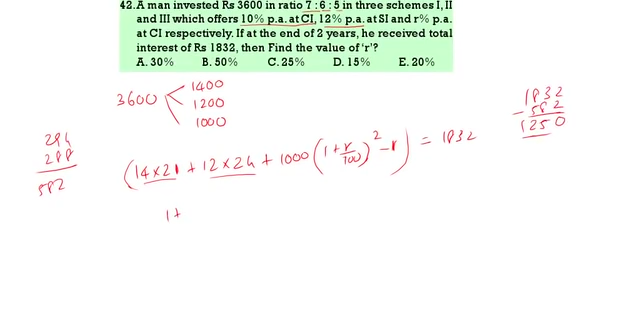 42. A man invested Rs 3600 in ratio 7 : 6 : 5 in three schemes I, II
and III which offers 10% p.a. at CI, 12% p.a. at SI and r% p.a.
at CI respectively. If at the end of 2 years, he received total
interest of Rs 1832, then Find the value of 'r'?
A. 30% B. 50% C. 25% D. 15% E. 20%
3600
1400
1200
1000
1832
- 582
1250
294
288
582
(14×21 + 12×24 + 1000 (1+r/100)² - 1) = 1832
1+